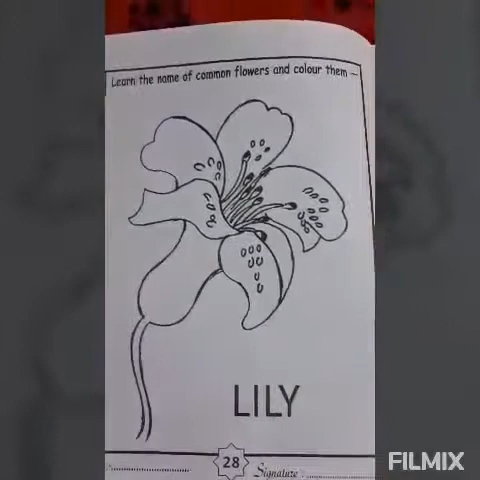 Learn the name of common flowers and colour them –
LILY
28
Signature :
FILMIX